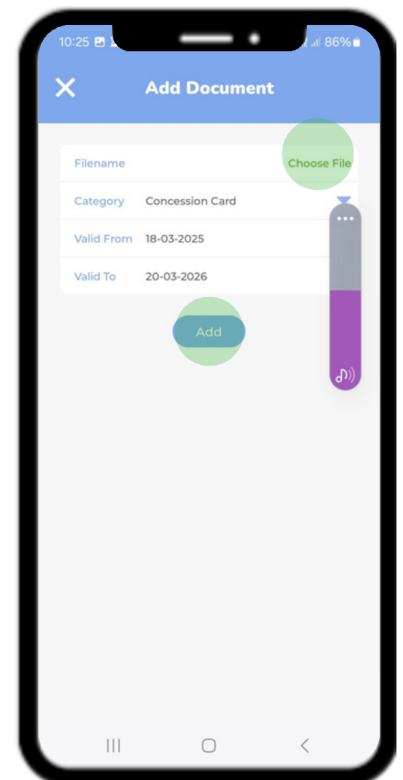 10:25
86%
Add Document
Filename Choose File
Category Concession Card
Valid From 18-03-2025
Valid To 20-03-2026
Add